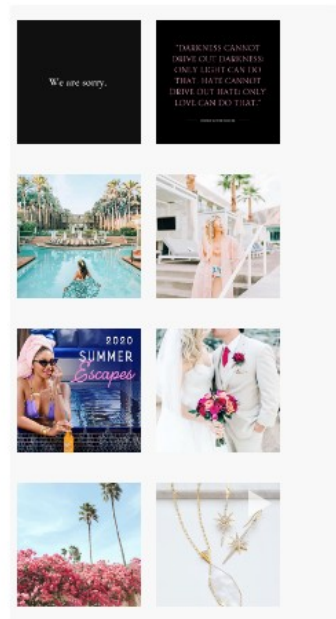 We are sorry.
"DARKNESS CANNOT
DRIVE OUT DARKNESS:
ONLY LIGHT CAN DO
THAT. HATE CANNOT
DRIVE OUT HATE: ONLY
LOVE CAN DO THAT."
2020
SUMMER
Escapes